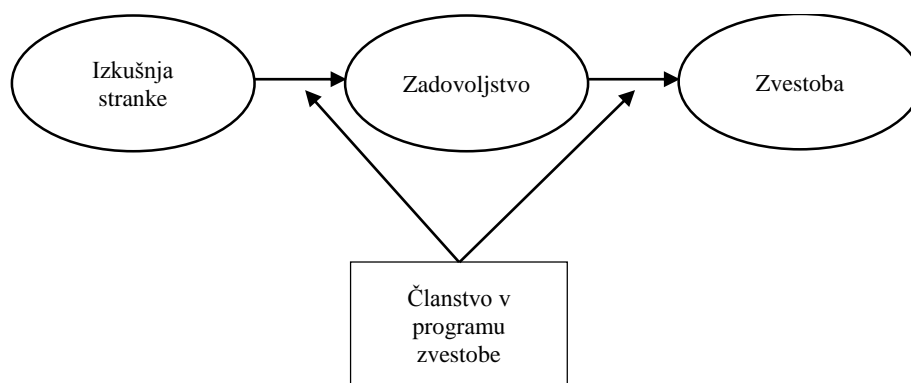 Izkušnja
stranke
Zadovoljstvo
Zvestoba
Članstvo v
programu
zvestobe